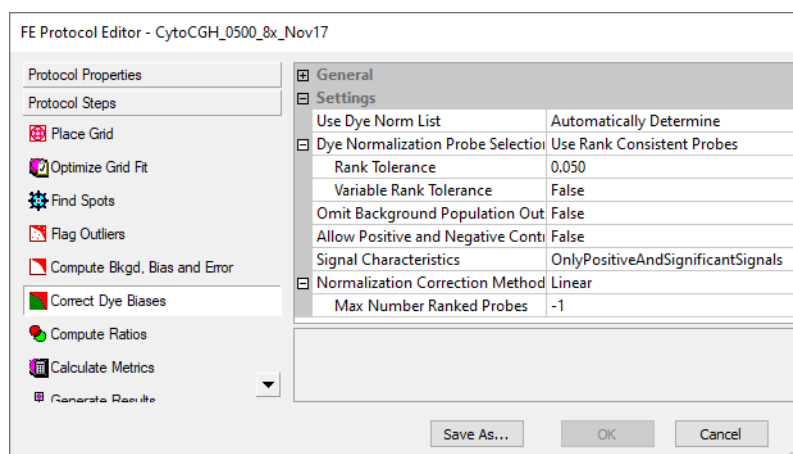 FE Protocol Editor - CytoCGH_0500_8x_Nov17
Protocol Properties
Protocol Steps
Place Grid
Optimize Grid Fit
Find Spots
Flag Outliers
Compute Bkgd, Bias and Error
Correct Dye Biases
Compute Ratios
Calculate Metrics
Generate Results
General
Settings
Use Dye Norm List Automatically Determine
Dye Normalization Probe Selection Use Rank Consistent Probes
Rank Tolerance 0.050
Variable Rank Tolerance False
Omit Background Population Out False
Allow Positive and Negative Contr False
Signal Characteristics OnlyPositiveAndSignificantSignals
Normalization Correction Method Linear
Max Number Ranked Probes -1
Save As... OK Cancel